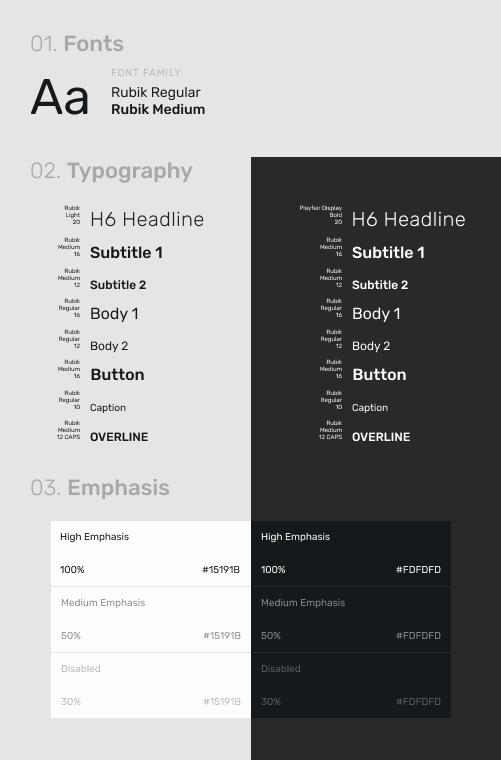 01. Fonts
Aa
FONT FAMILY
Rubik Regular
Rubik Medium
02. Typography
Rubik
Light
20
H6 Headline
Rubik
Medium
16
Subtitle 1
Rubik
Medium
12
Subtitle 2
Rubik
Regular
16
Body 1
Rubik
Regular
12
Body 2
Rubik
Medium
16
Button
Rubik
Regular
10
Caption
Rubik
Medium
12 CAPS
OVERLINE
Playfair Display
Bold
20
H6 Headline
Rubik
Medium
16
Subtitle 1
Rubik
Medium
12
Subtitle 2
Rubik
Regular
16
Body 1
Rubik
Regular
12
Body 2
Rubik
Medium
16
Button
Rubik
Regular
10
Caption
Rubik
Medium
12 CAPS
OVERLINE
03. Emphasis
High Emphasis
100% #15191B
Medium Emphasis
50% #15191B
Disabled
30% #15191B
High Emphasis
100% #FDFDFD
Medium Emphasis
50% #FDFDFD
Disabled
30% #FDFDFD